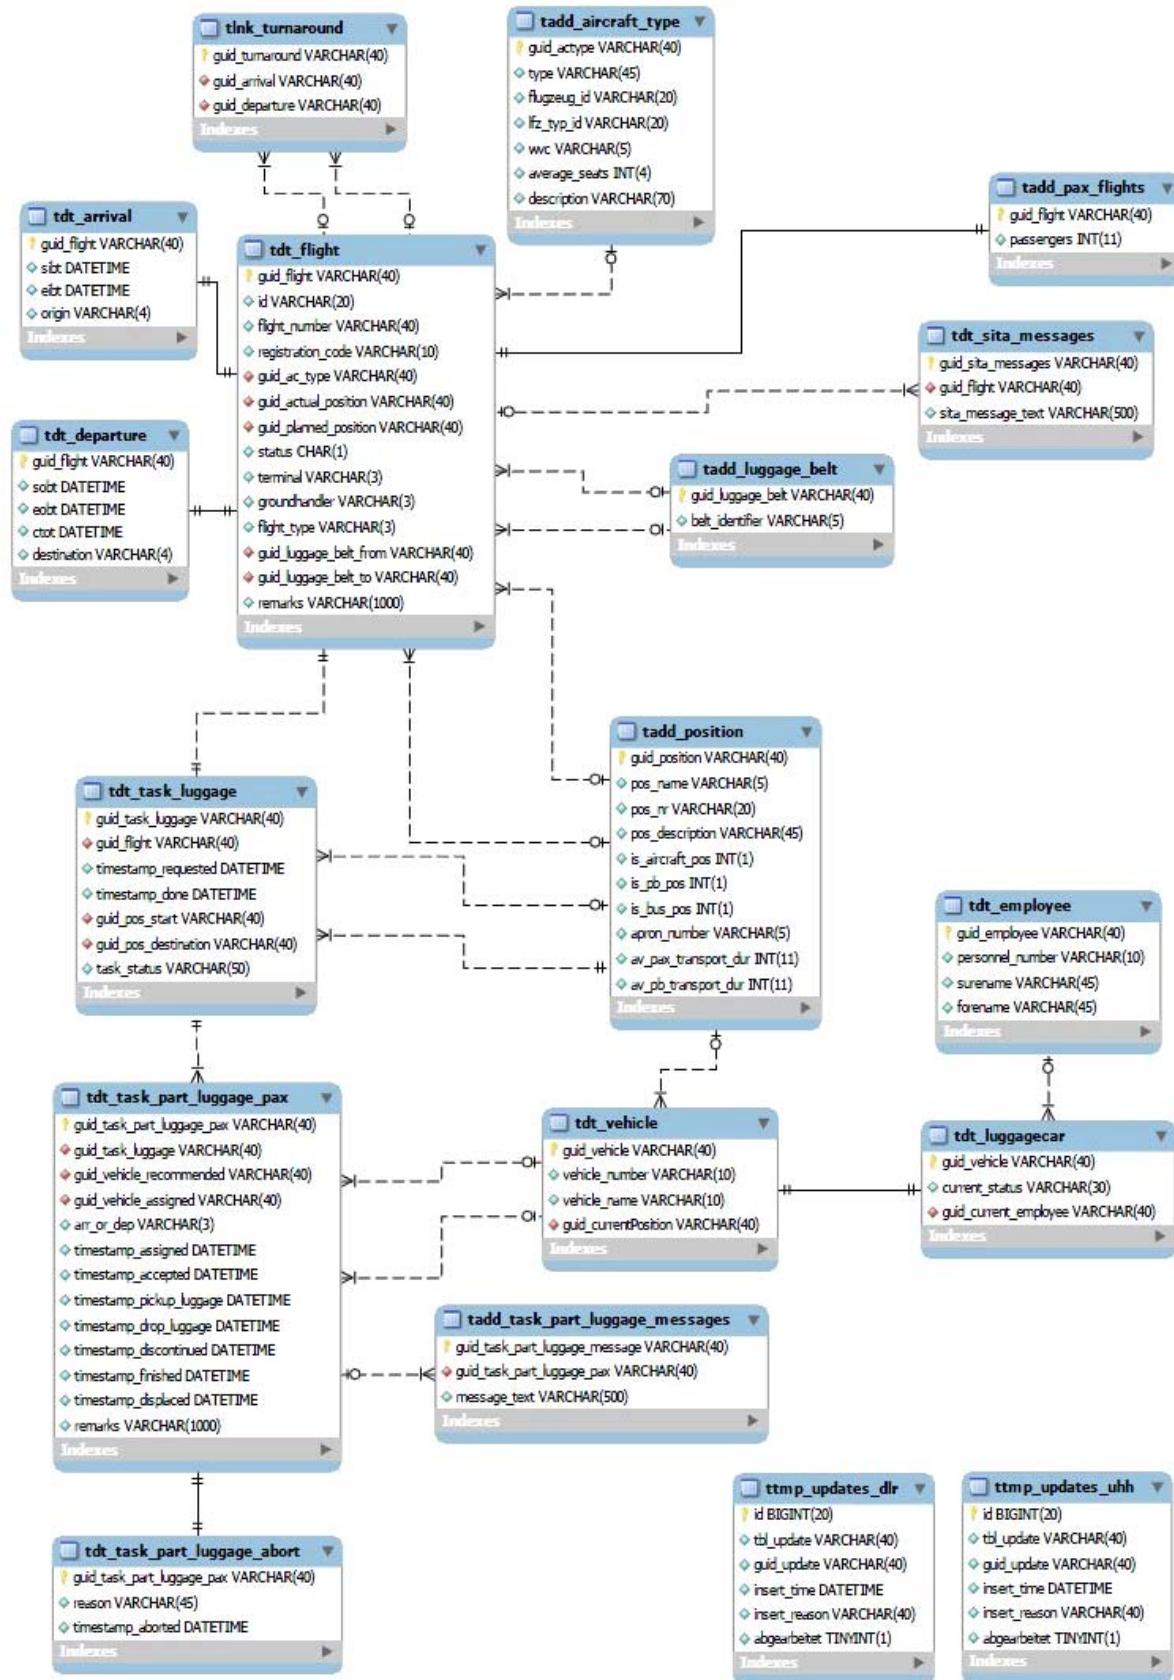 tlnk_turnaround
guid_turnaround VARCHAR(40)
guid_arrival VARCHAR(40)
guid_departure VARCHAR(40)
Indexes
tadd_aircraft_type
guid_actype VARCHAR(40)
type VARCHAR(45)
flugzeug_id VARCHAR(20)
lfz_typ_id VARCHAR(20)
wvc VARCHAR(5)
average_seats INT(4)
description VARCHAR(70)
Indexes
tadd_pax_flights
guid_flight VARCHAR(40)
passengers INT(11)
Indexes
tdt_arrival
guid_flight VARCHAR(40)
sibt DATETIME
eibt DATETIME
origin VARCHAR(4)
Indexes
tdt_flight
guid_flight VARCHAR(40)
id VARCHAR(20)
flight_number VARCHAR(40)
registration_code VARCHAR(10)
guid_ac_type VARCHAR(40)
guid_actual_position VARCHAR(40)
guid_planned_position VARCHAR(40)
status CHAR(1)
terminal VARCHAR(3)
groundhandler VARCHAR(3)
flight_type VARCHAR(3)
guid_luggage_belt_from VARCHAR(40)
guid_luggage_belt_to VARCHAR(40)
remarks VARCHAR(1000)
Indexes
tdt_sita_messages
guid_sita_messages VARCHAR(40)
guid_flight VARCHAR(40)
sita_message_text VARCHAR(500)
Indexes
tdt_departure
guid_flight VARCHAR(40)
sobt DATETIME
eobt DATETIME
ctot DATETIME
destination VARCHAR(4)
Indexes
tadd_luggage_belt
guid_luggage_belt VARCHAR(40)
belt_identifier VARCHAR(5)
Indexes
tadd_position
guid_position VARCHAR(40)
pos_name VARCHAR(5)
pos_nr VARCHAR(20)
pos_description VARCHAR(45)
is_aircraft_pos INT(1)
is_pb_pos INT(1)
is_bus_pos INT(1)
apron_number VARCHAR(5)
av_pax_transport_dur INT(11)
av_pb_transport_dur INT(11)
Indexes
tdt_task_luggage
guid_task_luggage VARCHAR(40)
guid_flight VARCHAR(40)
timestamp_requested DATETIME
timestamp_done DATETIME
guid_pos_start VARCHAR(40)
guid_pos_destination VARCHAR(40)
task_status VARCHAR(50)
Indexes
tdt_employee
guid_employee VARCHAR(40)
personnel_number VARCHAR(10)
surename VARCHAR(45)
forename VARCHAR(45)
Indexes
tdt_task_part_luggage_pax
guid_task_part_luggage_pax VARCHAR(40)
guid_task_luggage VARCHAR(40)
guid_vehicle_recommended VARCHAR(40)
guid_vehicle_assigned VARCHAR(40)
arr_or_dep VARCHAR(3)
timestamp_assigned DATETIME
timestamp_accepted DATETIME
timestamp_pickup_luggage DATETIME
timestamp_drop_luggage DATETIME
timestamp_discontinued DATETIME
timestamp_finished DATETIME
timestamp_displaced DATETIME
remarks VARCHAR(1000)
Indexes
tdt_vehicle
guid_vehicle VARCHAR(40)
vehicle_number VARCHAR(10)
vehicle_name VARCHAR(10)
guid_currentPosition VARCHAR(40)
Indexes
tdt_luggagecar
guid_vehicle VARCHAR(40)
current_status VARCHAR(30)
guid_current_employee VARCHAR(40)
Indexes
tadd_task_part_luggage_messages
guid_task_part_luggage_message VARCHAR(40)
guid_task_part_luggage_pax VARCHAR(40)
message_text VARCHAR(500)
Indexes
tdt_task_part_luggage_abort
guid_task_part_luggage_pax VARCHAR(40)
reason VARCHAR(45)
timestamp_aborted DATETIME
Indexes
ttmp_updates_dlr
id BIGINT(20)
tbl_update VARCHAR(40)
guid_update VARCHAR(40)
insert_time DATETIME
insert_reason VARCHAR(40)
abgearbeitet TINYINT(1)
Indexes
ttmp_updates_uhh
id BIGINT(20)
tbl_update VARCHAR(40)
guid_update VARCHAR(40)
insert_time DATETIME
insert_reason VARCHAR(40)
abgearbeitet TINYINT(1)
Indexes